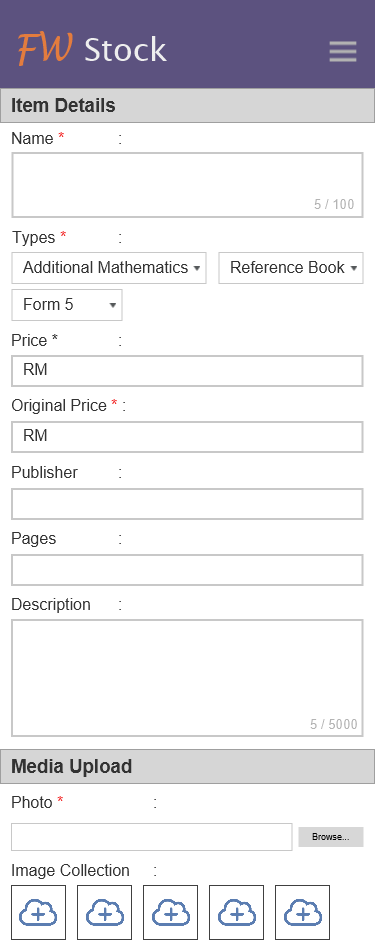 FW Stock
Item Details
Name * :
5 / 100
Types * :
Additional Mathematics Reference Book
Form 5
Price * :
RM
Original Price * :
RM
Publisher :
Pages :
Description :
5 / 5000
Media Upload
Photo * :
Browse...
Image Collection :